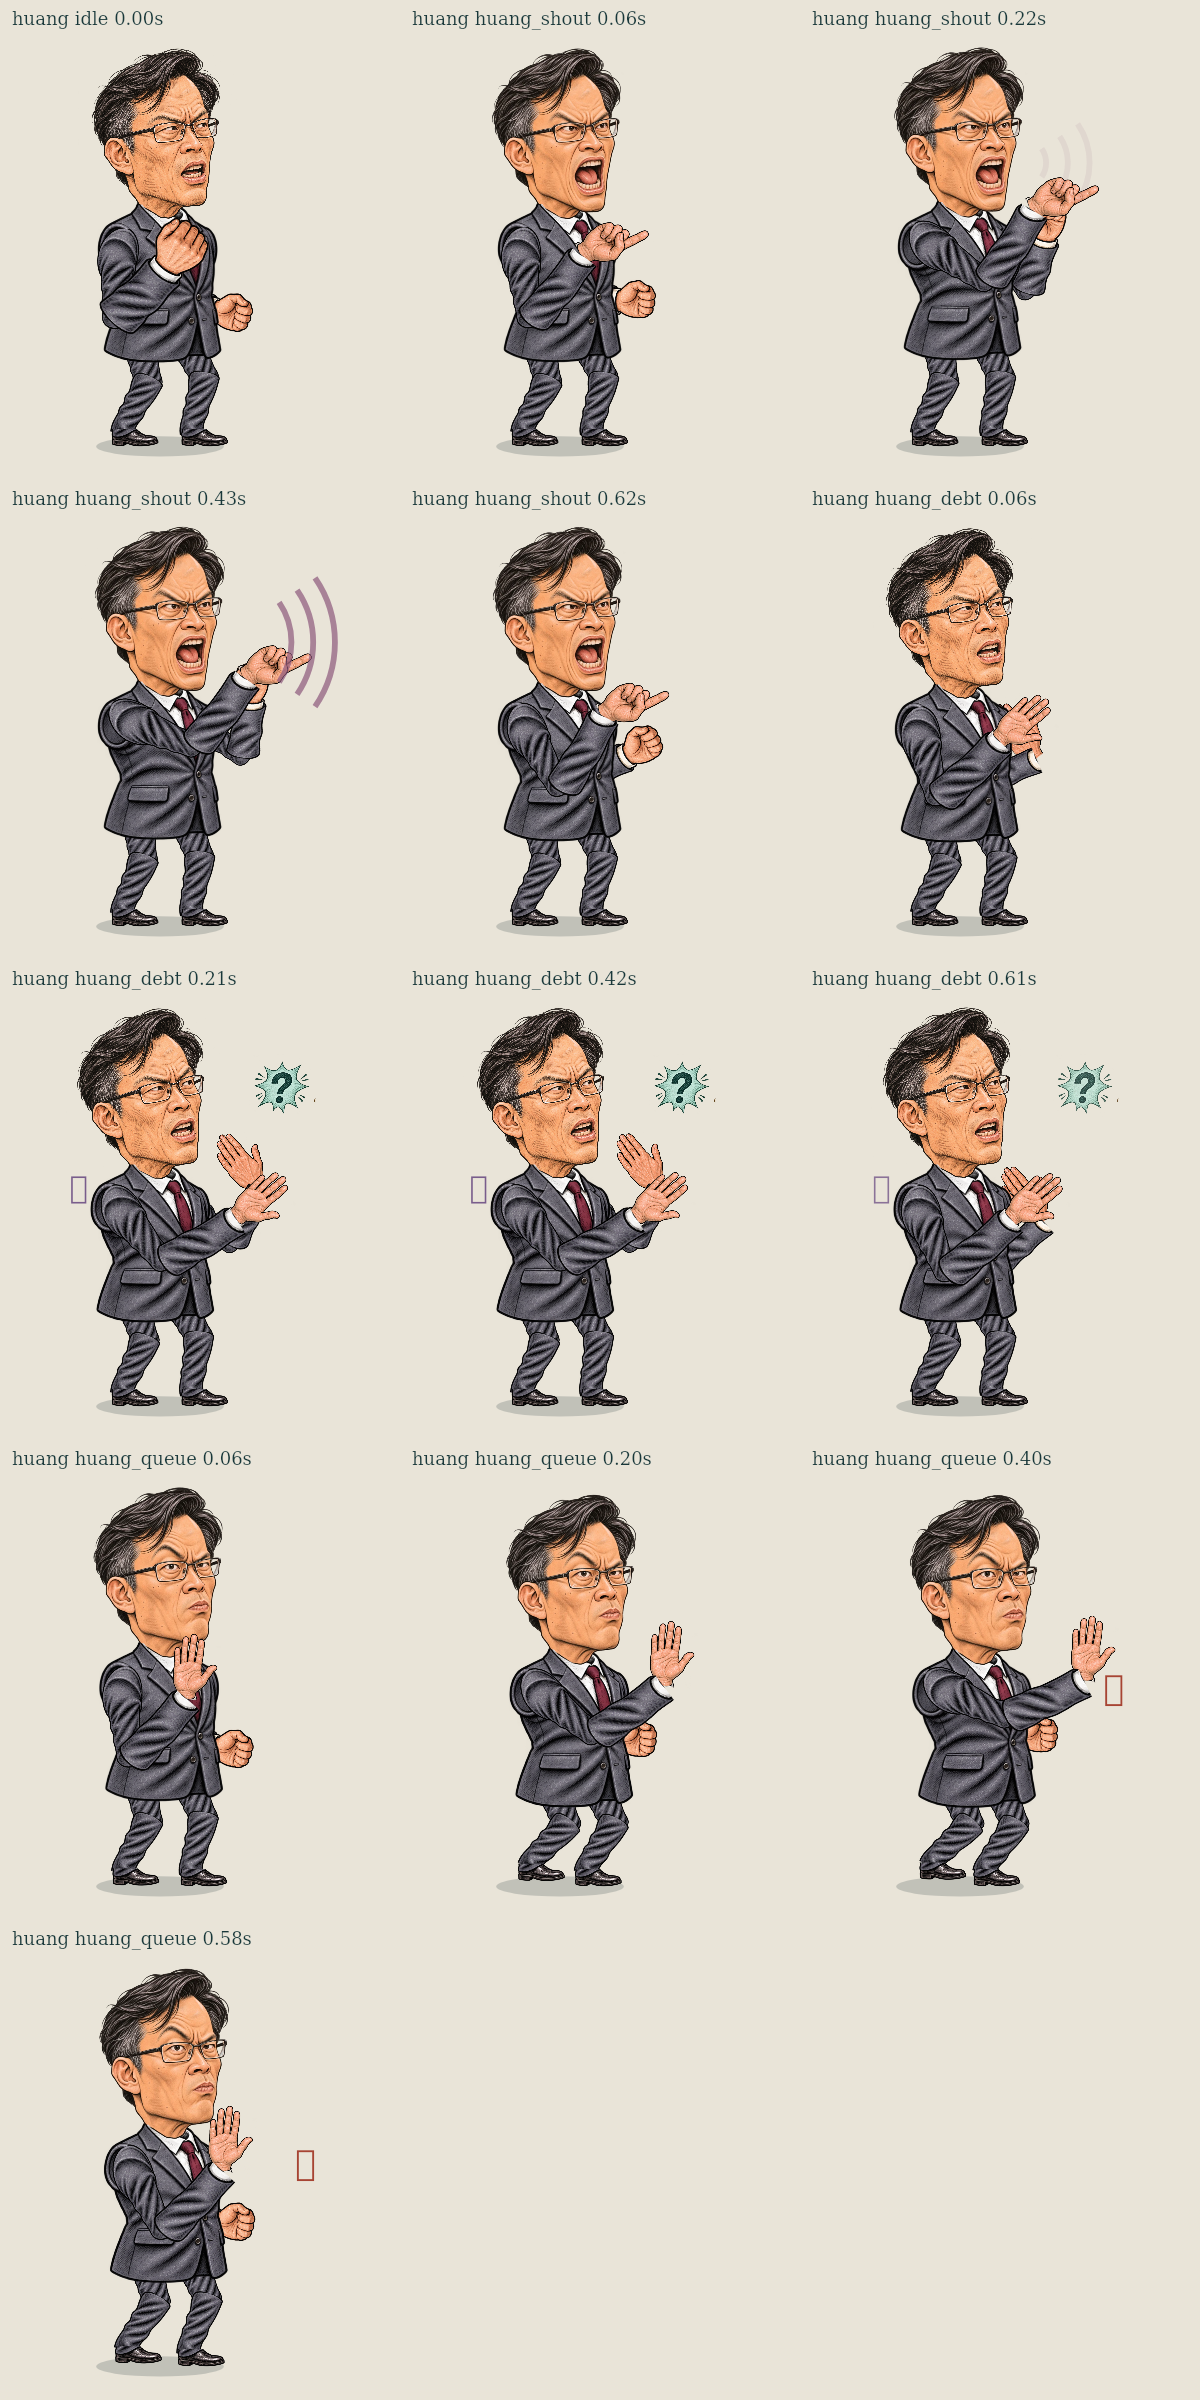 huang idle 0.00s
huang huang_shout 0.06s
huang huang_shout 0.22s
huang huang_shout 0.43s
huang huang_shout 0.62s
huang huang_debt 0.06s
huang huang_debt 0.21s
huang huang_debt 0.42s
huang huang_debt 0.61s
?
?
?
huang huang_queue 0.06s
huang huang_queue 0.20s
huang huang_queue 0.40s
huang huang_queue 0.58s